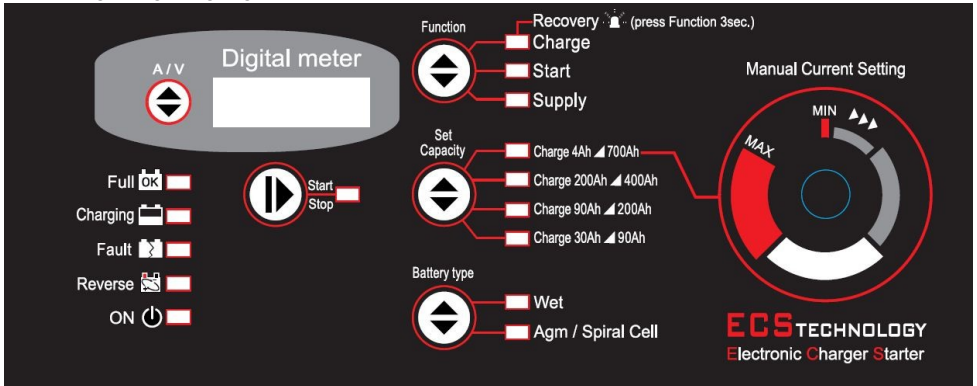 A / V
Digital meter
Full OK
Charging
Fault
Reverse
ON
Start
Stop
Function
Recovery (press Function 3sec.)
Charge
Start
Supply
Set
Capacity
Charge 4Ah 700Ah
Charge 200Ah 400Ah
Charge 90Ah 200Ah
Charge 30Ah 90Ah
Battery type
Wet
Agm / Spiral Cell
Manual Current Setting
MIN
MAX
ECS TECHNOLOGY
Electronic Charger Starter